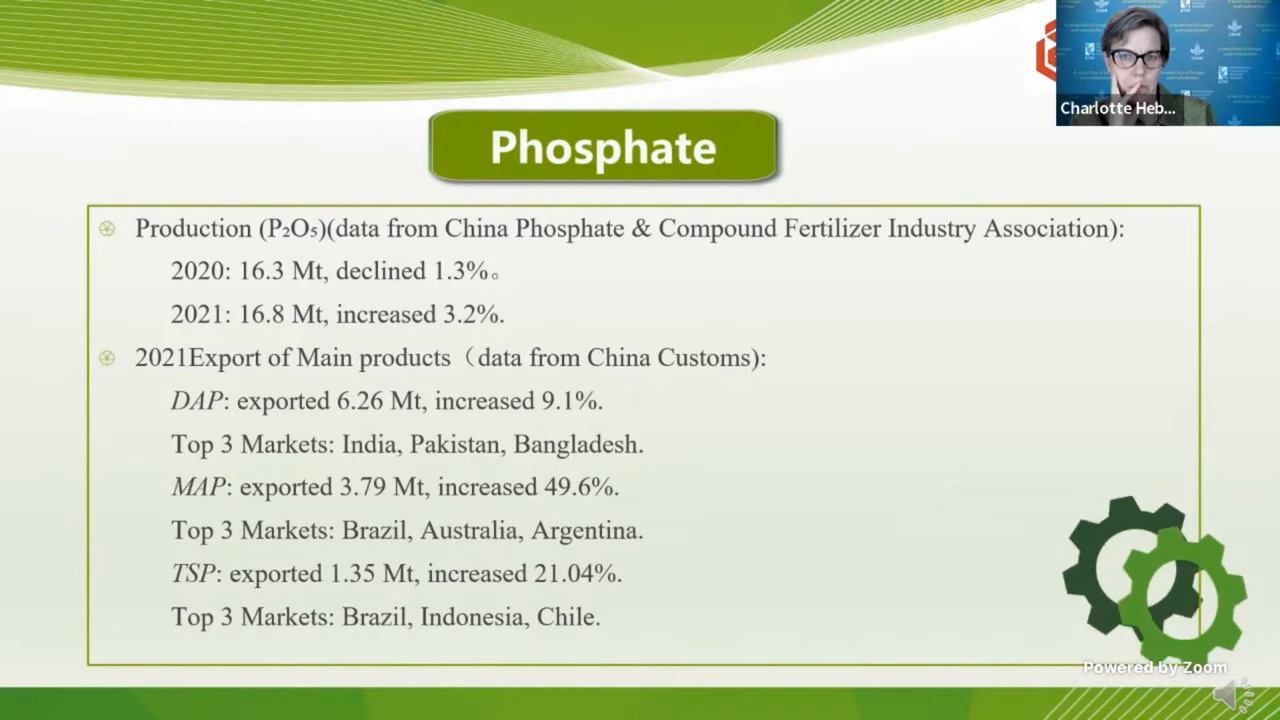 Phosphate
Charlotte Heb...
Production (P₂O₅)(data from China Phosphate & Compound Fertilizer Industry Association):
2020: 16.3 Mt, declined 1.3%。
2021: 16.8 Mt, increased 3.2%.
2021Export of Main products（data from China Customs):
DAP: exported 6.26 Mt, increased 9.1%.
Top 3 Markets: India, Pakistan, Bangladesh.
MAP: exported 3.79 Mt, increased 49.6%.
Top 3 Markets: Brazil, Australia, Argentina.
TSP: exported 1.35 Mt, increased 21.04%.
Top 3 Markets: Brazil, Indonesia, Chile.
Powered by Zoom